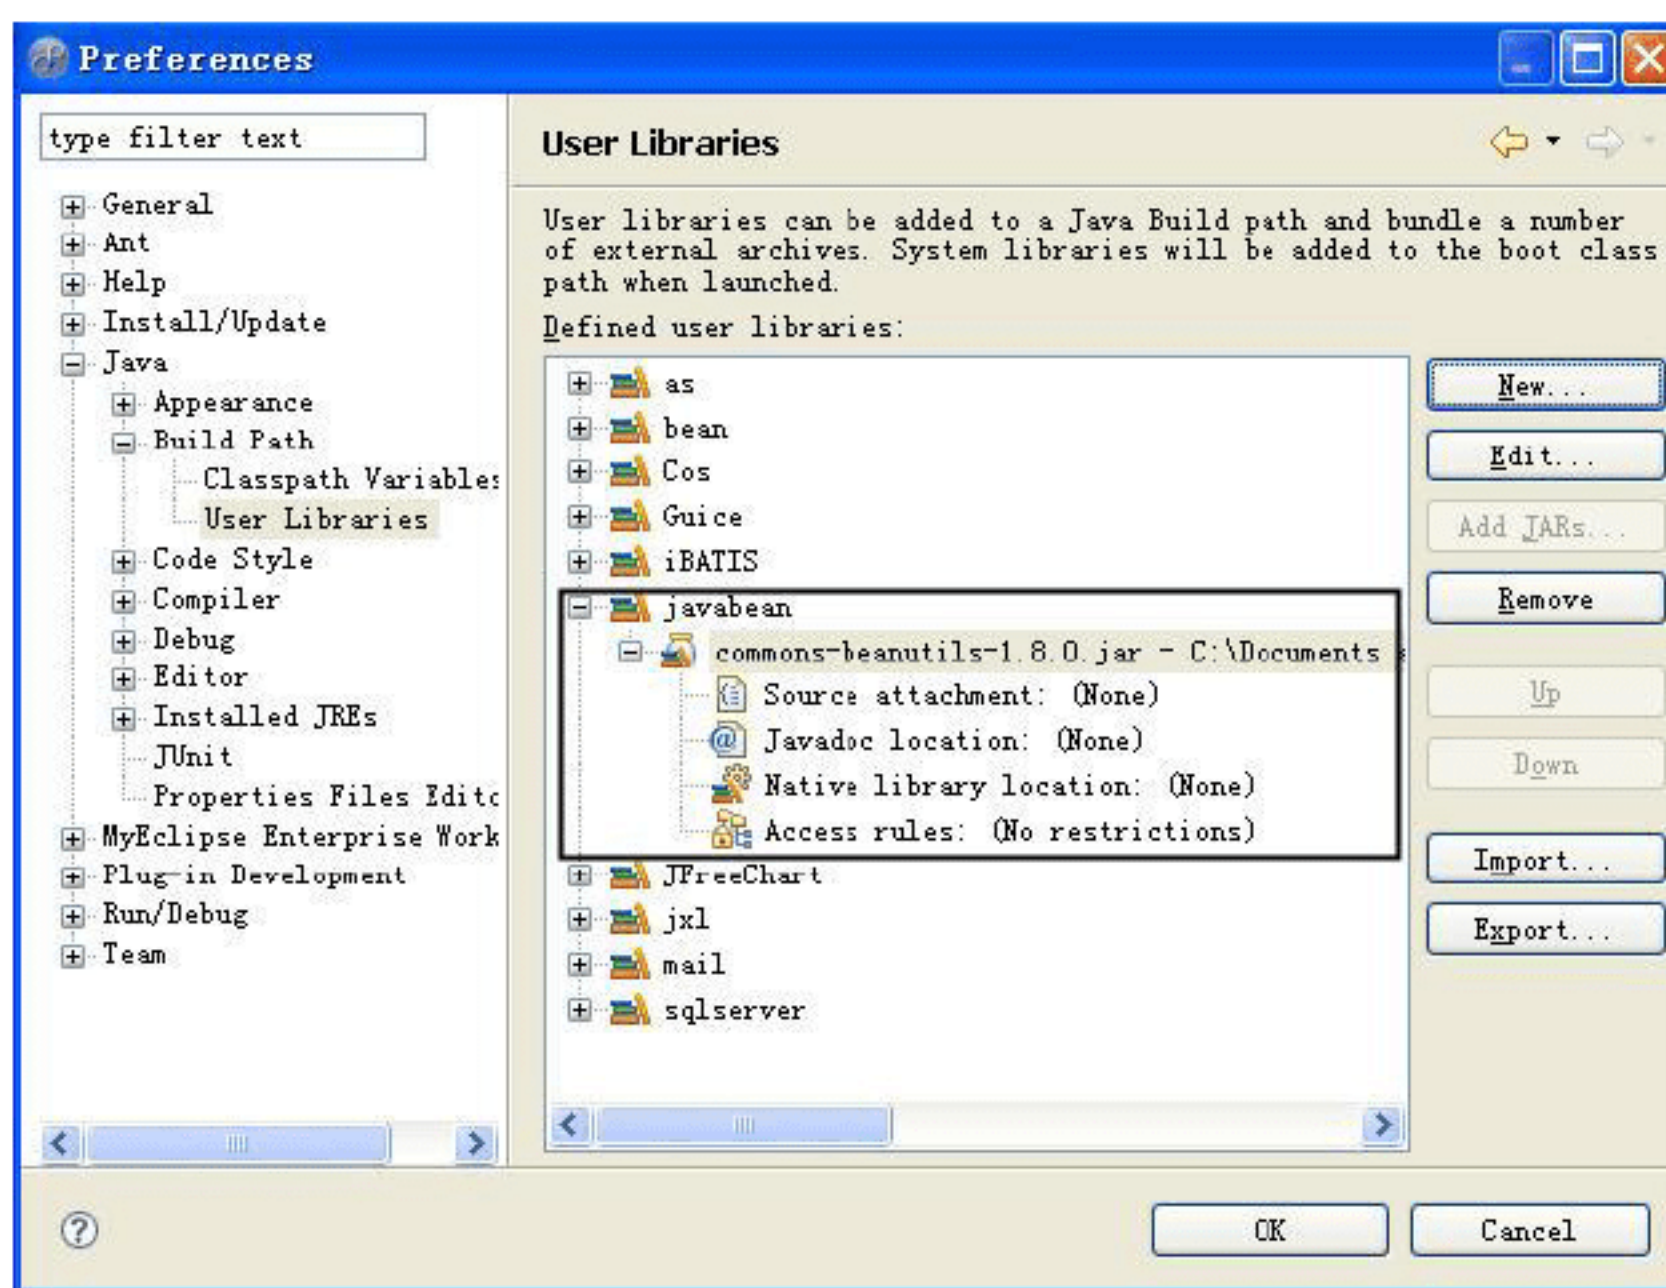 Preferences
type filter text
General
Ant
Help
Install/Update
Java
Appearance
Build Path
Classpath Variables
User Libraries
Code Style
Compiler
Debug
Editor
Installed JREs
JUnit
Properties Files Edito
MyEclipse Enterprise Work
Plug-in Development
Run/Debug
Team
User Libraries
User libraries can be added to a Java Build path and bundle a number
of external archives. System libraries will be added to the boot class
path when launched.
Defined user libraries:
as
bean
Cos
Guice
iBATIS
javabean
commons-beanutils-1.8.0.jar - C:\Documents
Source attachment: (None)
Javadoc location: (None)
Native library location: (None)
Access rules: (No restrictions)
JFreeChart
jxl
mail
sqlserver
New...
Edit...
Add JARs...
Remove
Up
Down
Import...
Export...
OK
Cancel